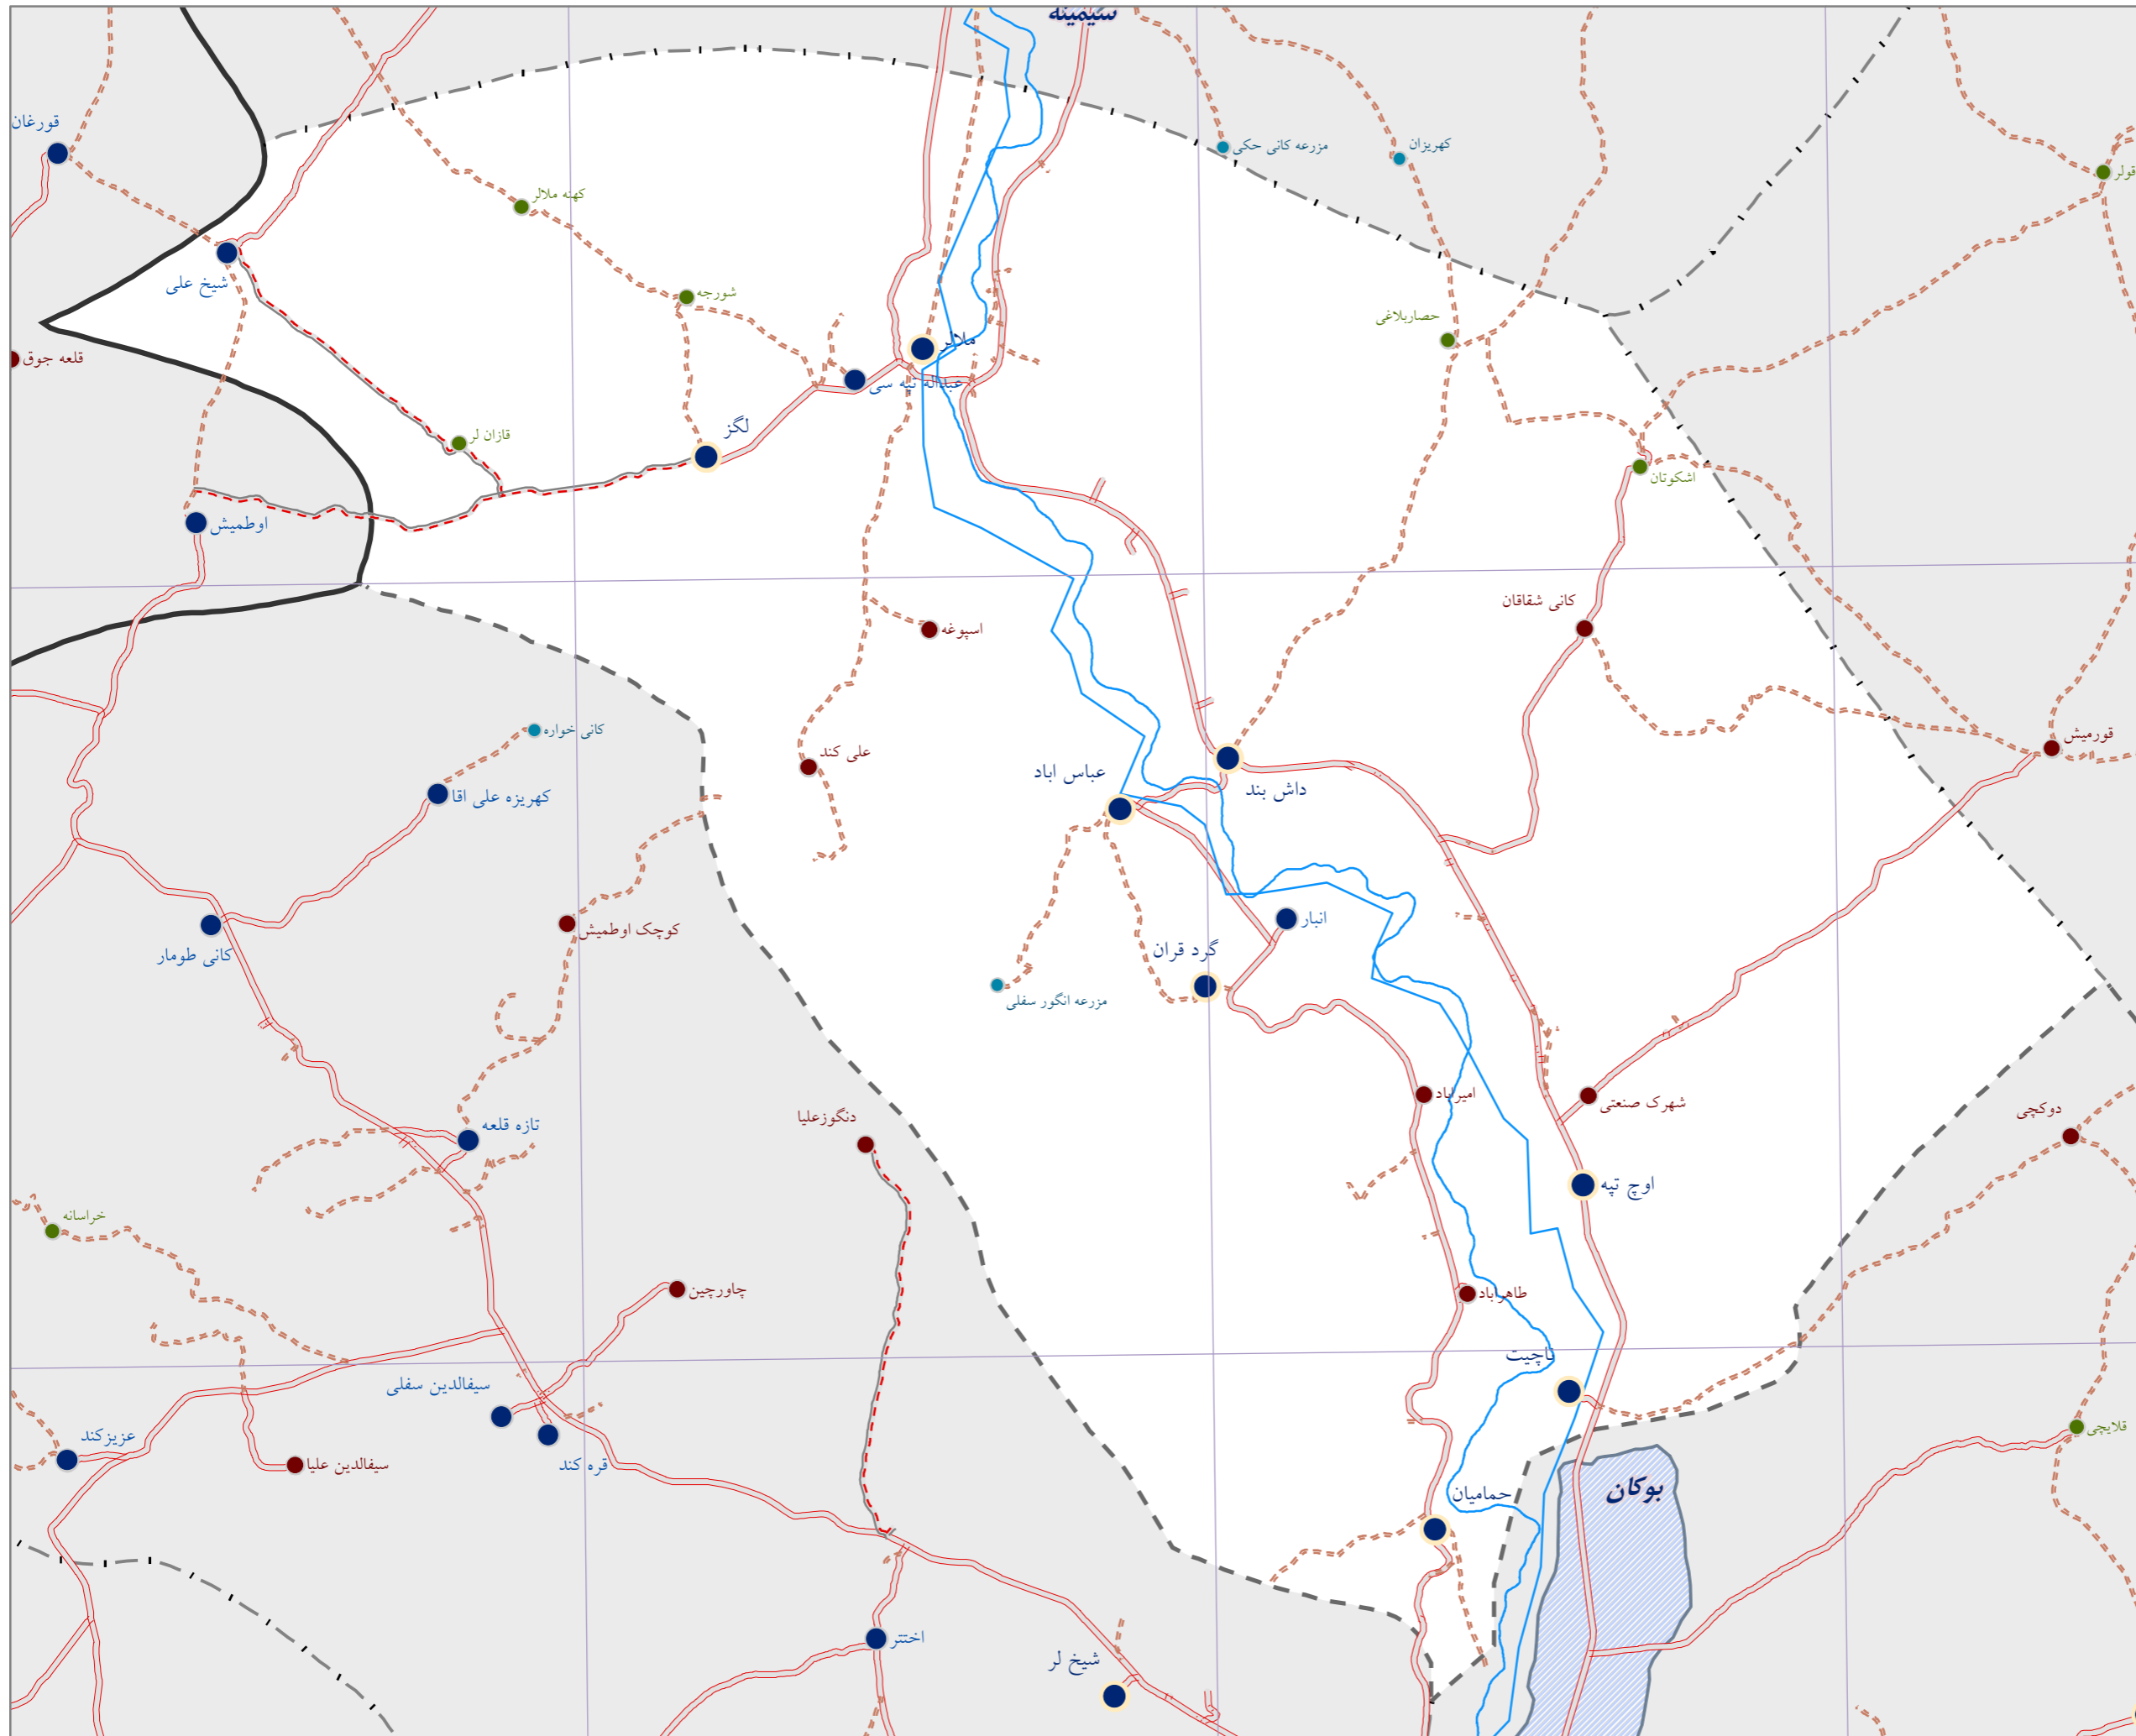 سیمینه
قورغان
مزرعه کانی حکی
کهریزان
قولر
کهنه ملالر
شیخ علی
شورجه
حصاربلاغی
ملالر
قلعه جوق
عبداله تپه سی
لگز
قازان لر
اشکوتان
اوطمیش
کانی شقاقان
اسپوغه
کانی خواره
قورمیش
علی کند
عباس اباد
داش بند
کهریزه علی اقا
انبار
کوچک اوطمیش
گرد قران
کانی طومار
مزرعه انگور سفلی
امیراباد
شهرک صنعتی
دوکچی
دنگوزعلیا
تازه قلعه
اوچ تپه
خراسانه
چاورچین
طاهراباد
ناچیت
سیفالدین سفلی
قلایچی
عزیزکند
قره کند
سیفالدین علیا
بوکان
حمامیان
اختتر
شیخ لر